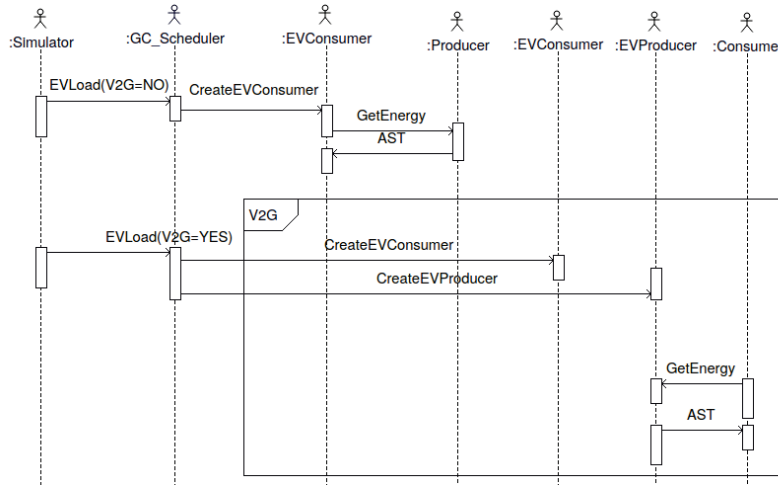 :Simulator
:GC_Scheduler
:EVConsumer
:Producer
:EVConsumer
:EVProducer
:Consume
EVLoad(V2G=NO)
CreateEVConsumer
GetEnergy
AST
V2G
EVLoad(V2G=YES)
CreateEVConsumer
CreateEVProducer
GetEnergy
AST